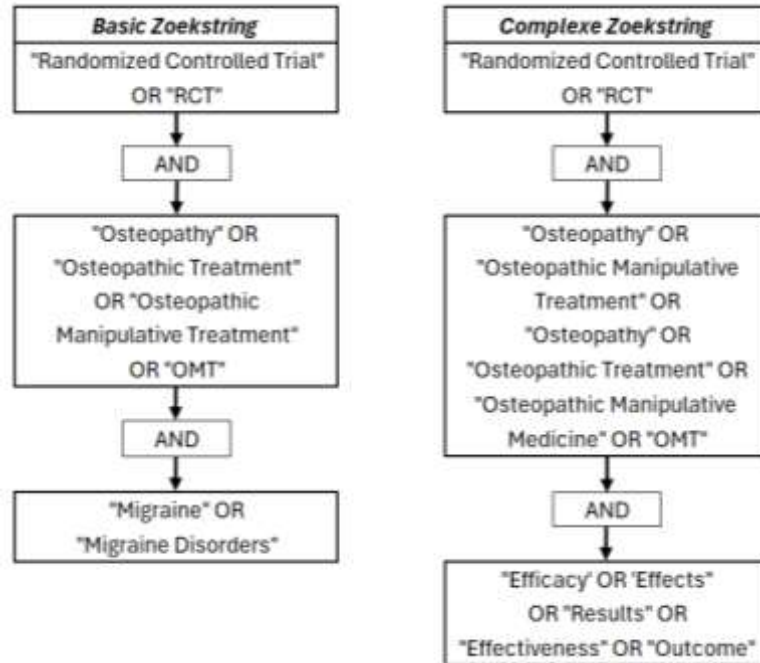 Basic Zoekstring
"Randomized Controlled Trial"
OR "RCT"
AND
"Osteopathy" OR
"Osteopathic Treatment"
OR "Osteopathic
Manipulative Treatment"
OR "OMT"
AND
"Migraine" OR
"Migraine Disorders"
Complexe Zoekstring
"Randomized Controlled Trial"
OR "RCT"
AND
"Osteopathy" OR
"Osteopathic Manipulative
Treatment" OR
"Osteopathy" OR
"Osteopathic Treatment" OR
"Osteopathic Manipulative
Medicine" OR "OMT"
AND
"Efficacy' OR 'Effects"
OR "Results" OR
"Effectiveness" OR "Outcome"